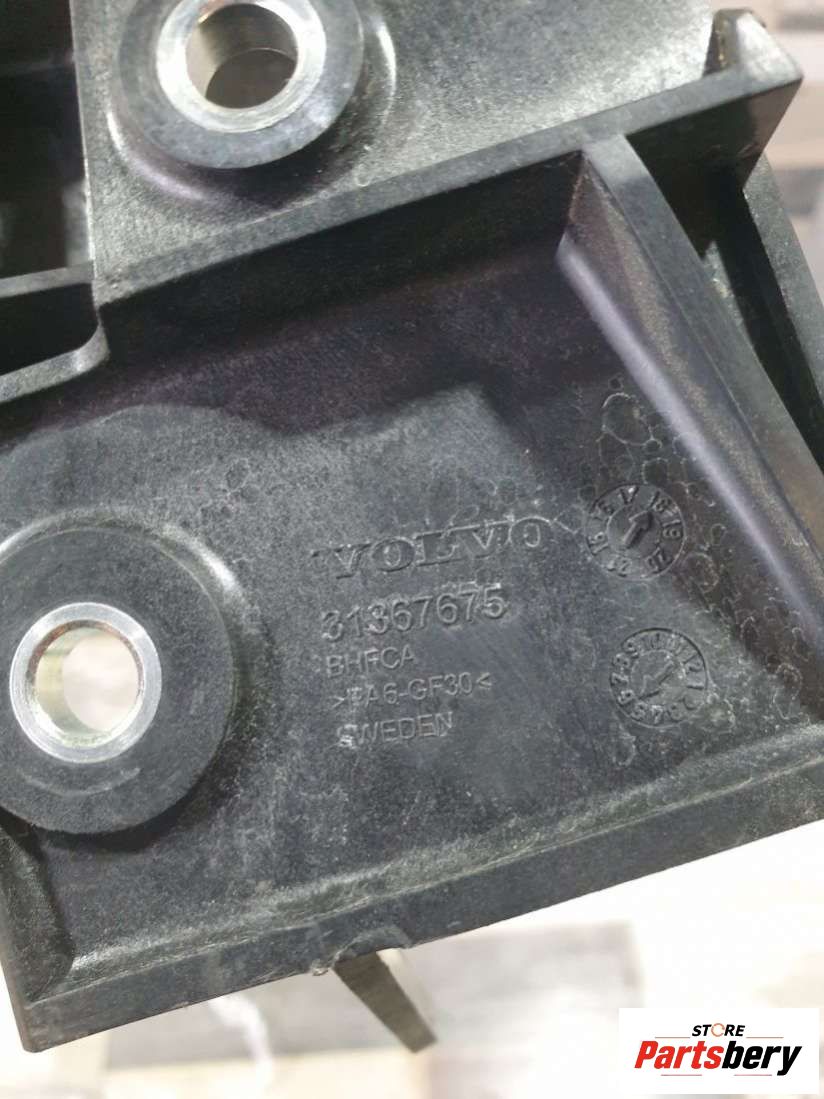 VOLVO
31367675
BHFCA
>PA6-GF30<
SWEDEN
STORE
Partsbery